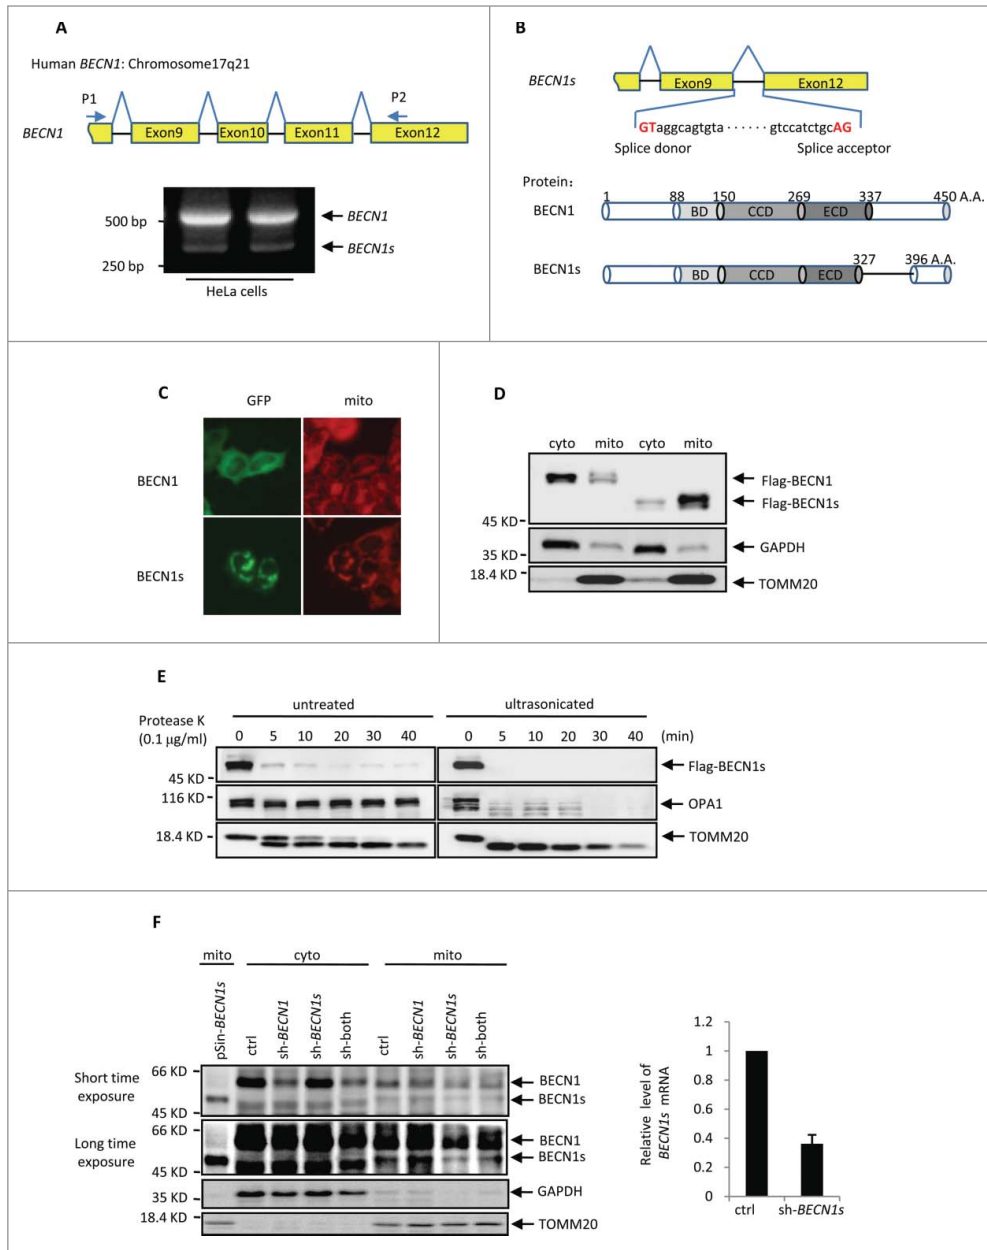 A
Human BECN1: Chromosome17q21
P1
P2
BECN1
Exon9
Exon10
Exon11
Exon12
500 bp
250 bp
BECN1
BECN1s
HeLa cells
B
BECN1s
Exon9
Exon12
GTaggcagtgta · · · · · · gtccatctgcAG
Splice donor
Splice acceptor
Protein:
1 88 150 269 337 450 A.A.
BECN1
BD CCD ECD
327 396 A.A.
BECN1s
BD CCD ECD
C
GFP mito
BECN1
BECN1s
D
cyto mito cyto mito
Flag-BECN1
Flag-BECN1s
45 KD
GAPDH
35 KD
18.4 KD
TOMM20
E
untreated ultrasonicated
Protease K
(0.1 μg/ml)
0 5 10 20 30 40 0 5 10 20 30 40 (min)
Flag-BECN1s
45 KD
116 KD
OPA1
18.4 KD
TOMM20
F
mito cyto mito
pSin-BECN1s
ctrl
sh-BECN1
sh-BECN1s
sh-both
ctrl
sh-BECN1
sh-BECN1s
sh-both
Short time
exposure
66 KD
BECN1
BECN1s
45 KD
Long time
exposure
66 KD
BECN1
BECN1s
45 KD
GAPDH
35 KD
18.4 KD
TOMM20
Relative level of
BECN1s mRNA
1.2
1
0.8
0.6
0.4
0.2
0
ctrl sh-BECN1s